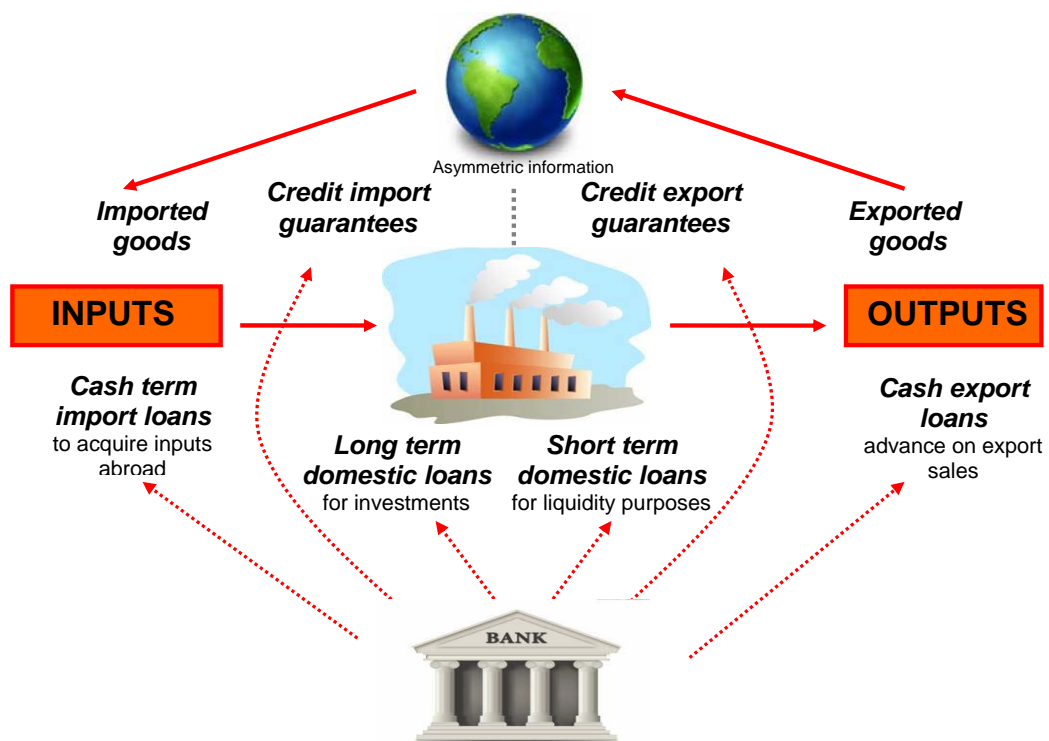 Asymmetric information
Imported
goods
Credit import
guarantees
Credit export
guarantees
Exported
goods
INPUTS
OUTPUTS
Cash term
import loans
to acquire inputs
abroad
Long term
domestic loans
for investments
Short term
domestic loans
for liquidity purposes
Cash export
loans
advance on export
sales
BANK